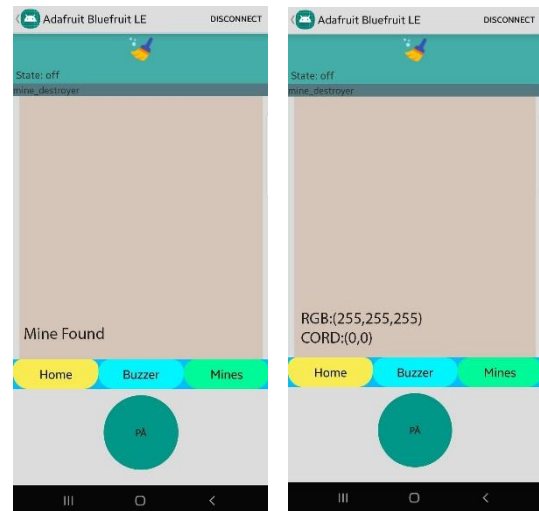 Adafruit Bluefruit LE DISCONNECT
State: off
mine_destroyer
Mine Found
Home Buzzer Mines
PÅ
Adafruit Bluefruit LE DISCONNECT
State: off
mine_destroyer
RGB:(255,255,255)
CORD:(0,0)
Home Buzzer Mines
PÅ